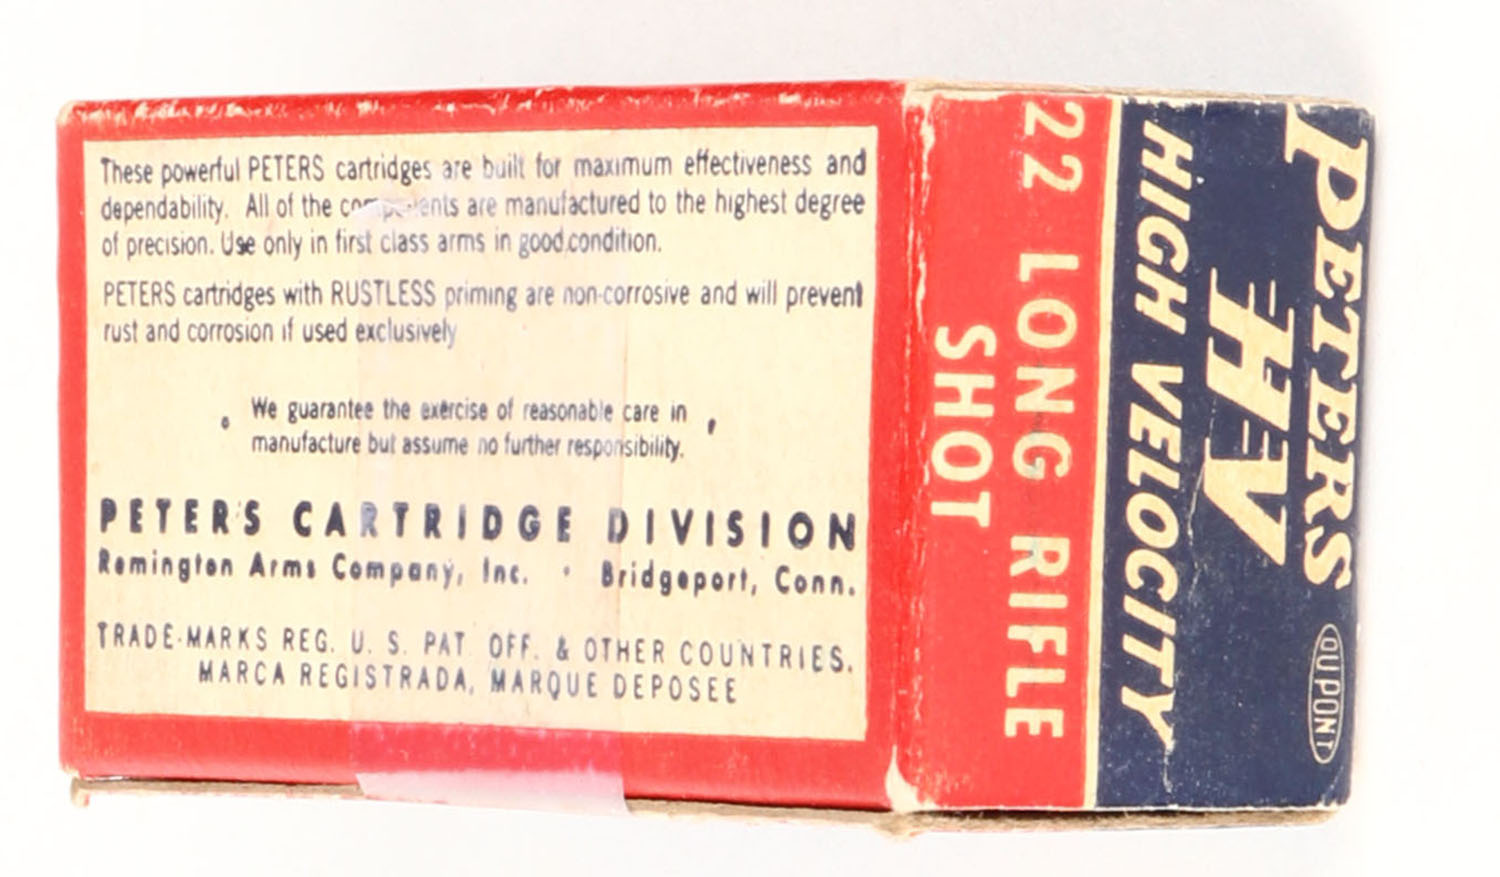 These powerful PETERS cartridges are built for maximum effectiveness and
dependability. All of the components are manufactured to the highest degree
of precision. Use only in first class arms in good condition.
PETERS cartridges with RUSTLESS priming are non-corrosive and will prevent
rust and corrosion if used exclusively
We guarantee the exercise of reasonable care in
manufacture but assume no further responsibility.
PETERS CARTRIDGE DIVISION
Remington Arms Company, Inc. · Bridgeport, Conn.
TRADE-MARKS REG. U. S. PAT. OFF. & OTHER COUNTRIES.
MARCA REGISTRADA, MARQUE DEPOSEE
PETERS
HV
HIGH VELOCITY
22 LONG RIFLE
SHOT
DUPONT